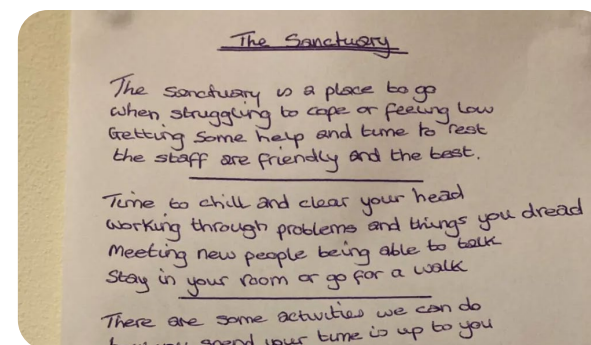 The Sanctuary
The Sanctuary is a place to go
when struggling to cope or feeling low
Getting some help and time to rest
the staff are friendly and the best.
Time to chill and clear your head
working through problems and things you dread
Meeting new people being able to talk
Stay in your room or go for a walk
There are some activities we can do
you spend your time is up to you